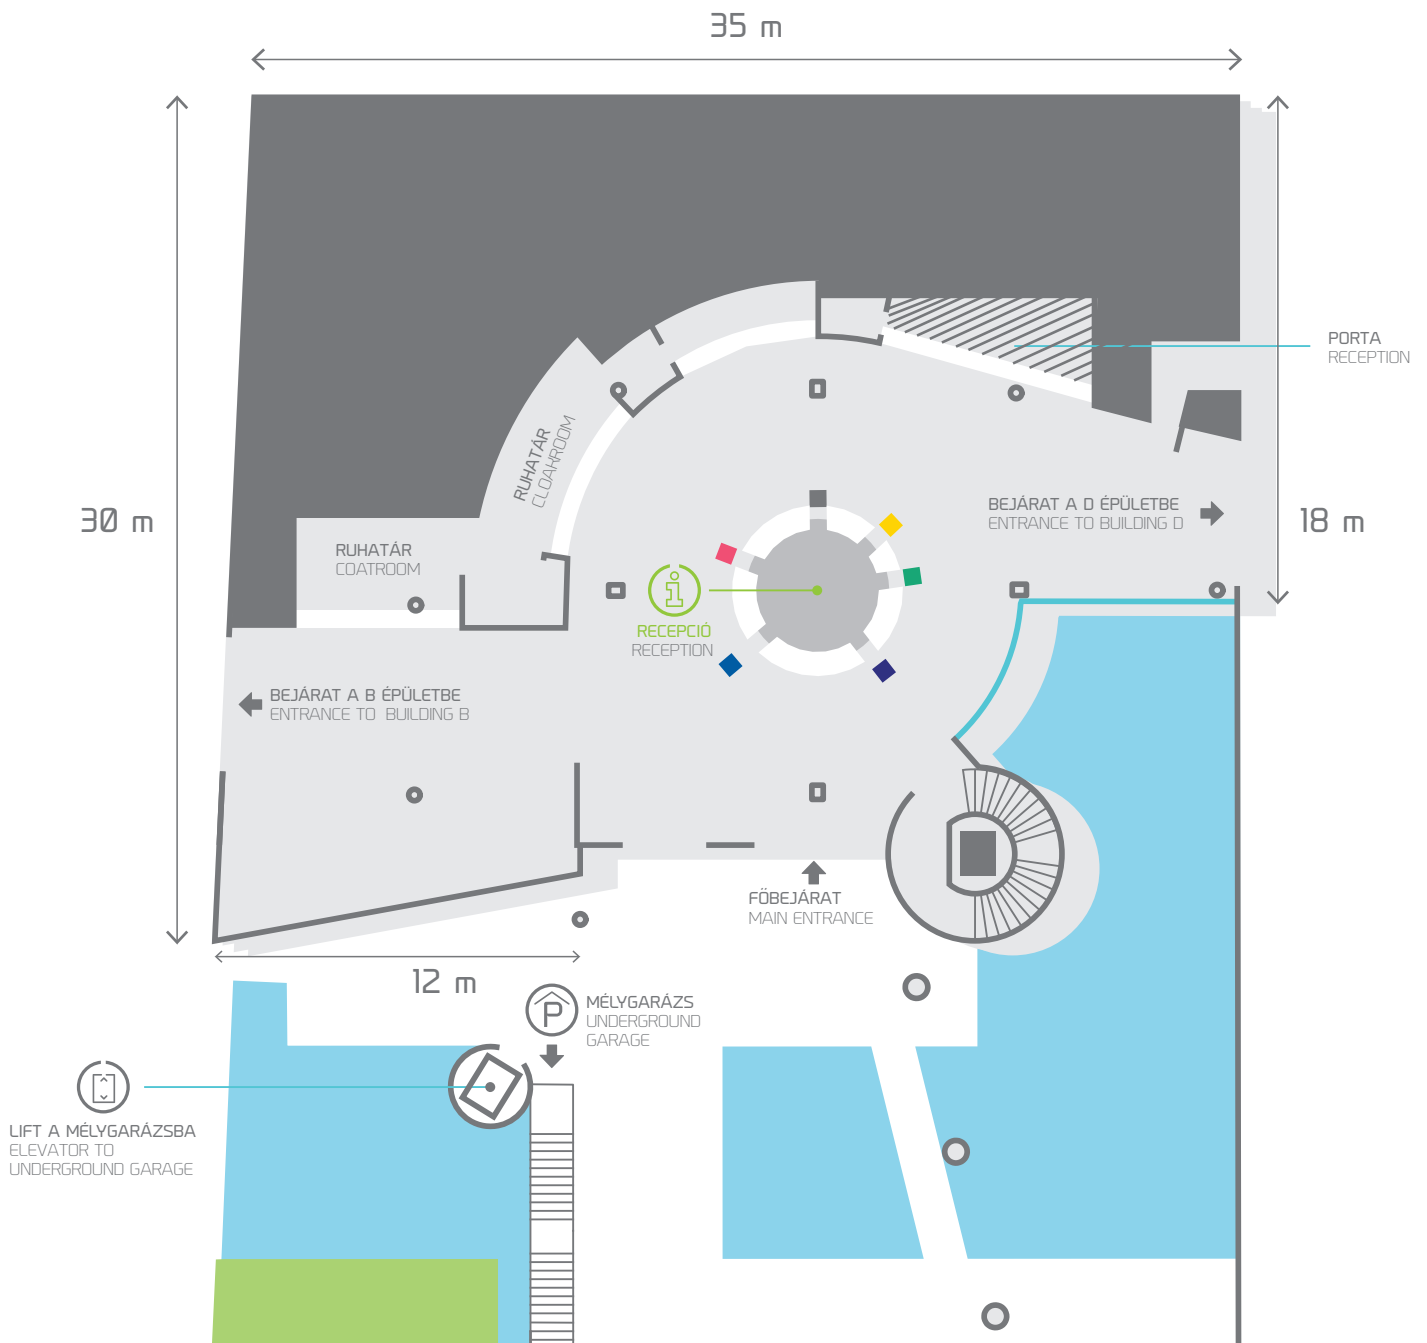 35 m
PORTA
RECEPTION
RUHATÁR
CLOAKROOM
30 m
18 m
BEJÁRAT A D ÉPÜLETBE
ENTRANCE TO BUILDING D
RUHATÁR
COATROOM
RECEPCIÓ
RECEPTION
BEJÁRAT A B ÉPÜLETBE
ENTRANCE TO BUILDING B
FŐBEJÁRAT
MAIN ENTRANCE
12 m
P
MÉLYGARÁZS
UNDERGROUND
GARAGE
LIFT A MÉLYGARÁZSBA
ELEVATOR TO
UNDERGROUND GARAGE